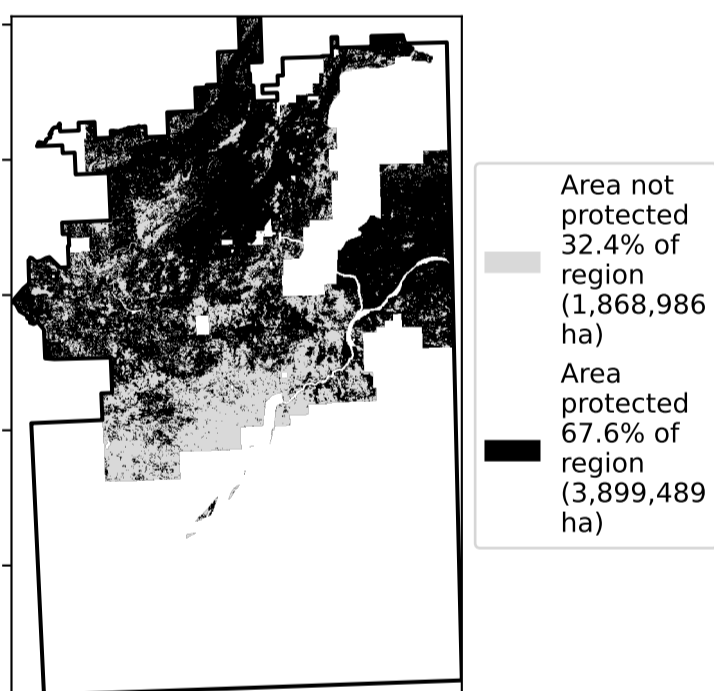 Area not
protected
32.4% of
region
(1,868,986
ha)
Area
protected
67.6% of
region
(3,899,489
ha)